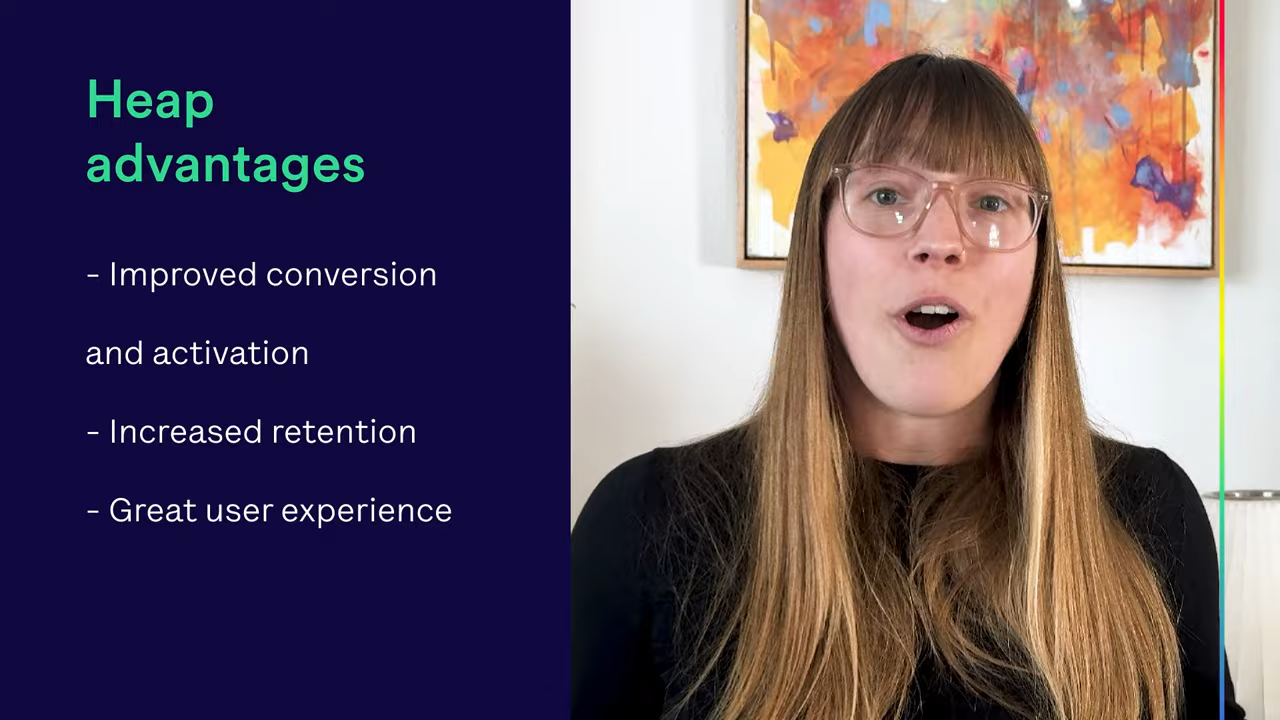 Heap
advantages
- Improved conversion
and activation
- Increased retention
- Great user experience